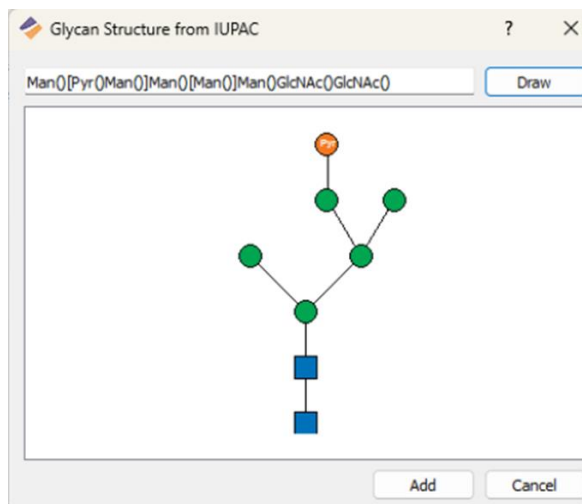 Glycan Structure from IUPAC
?
Man()[Pyr()Man()]Man()[Man()]Man()GlcNAc()GlcNAc()
Draw
Pyr
Add
Cancel